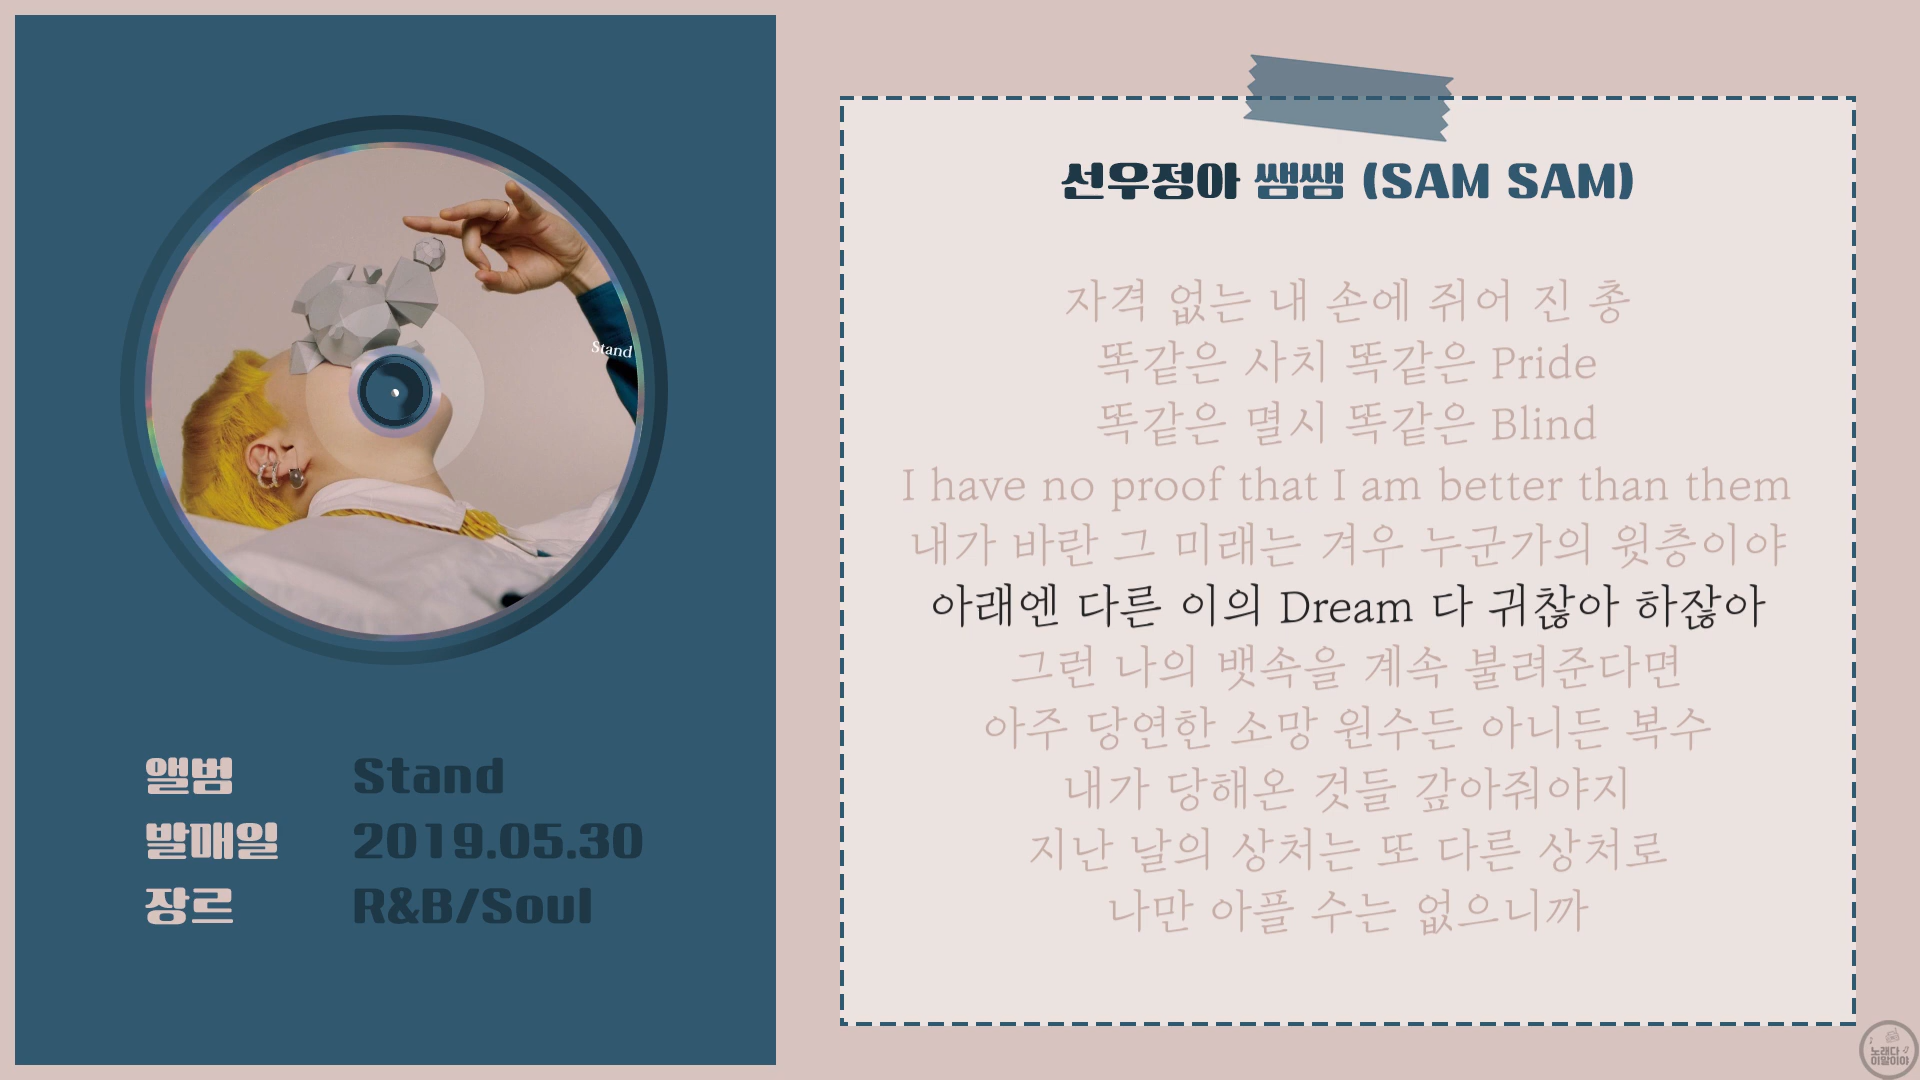 Stand
앨범 Stand
발매일 2019.05.30
장르 R&B/Soul
선우정아 쌤쌤 (SAM SAM)
자격 없는 내 손에 쥐어 진 총
똑같은 사치 똑같은 Pride
똑같은 멸시 똑같은 Blind
I have no proof that I am better than them
내가 바란 그 미래는 겨우 누군가의 윗층이야
아래엔 다른 이의 Dream 다 귀찮아 하잖아
그런 나의 뱃속을 계속 불려준다면
아주 당연한 소망 원수든 아니든 복수
내가 당해온 것들 갚아줘야지
지난 날의 상처는 또 다른 상처로
나만 아플 수는 없으니까
노래다
이말이야